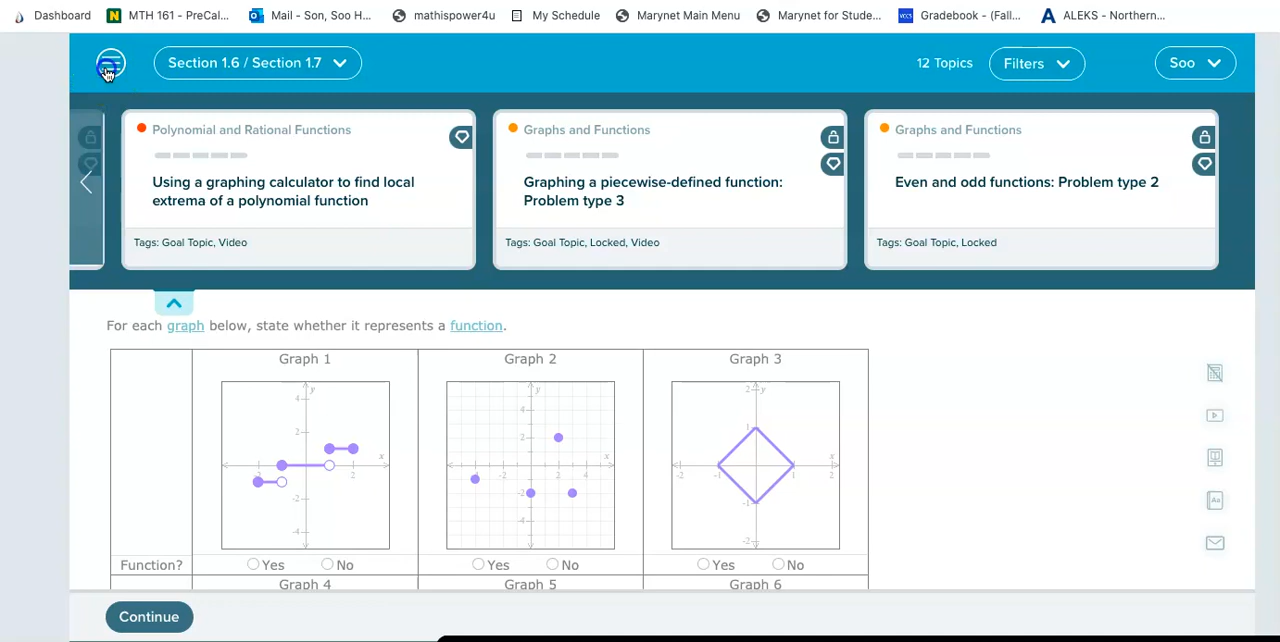 Dashboard MTH 161 - PreCal... Mail - Son, Soo H... mathispower4u My Schedule Marynet Main Menu Marynet for Stude... Gradebook - (Fall... ALEKS - Northern...
Section 1.6 / Section 1.7 12 Topics Filters Soo
Polynomial and Rational Functions
Using a graphing calculator to find local
extrema of a polynomial function
Tags: Goal Topic, Video
Graphs and Functions
Graphing a piecewise-defined function:
Problem type 3
Tags: Goal Topic, Locked, Video
Graphs and Functions
Even and odd functions: Problem type 2
Tags: Goal Topic, Locked
For each graph below, state whether it represents a function.
Graph 1 Graph 2 Graph 3
Function? Yes No Yes No Yes No
Graph 4 Graph 5 Graph 6
Continue